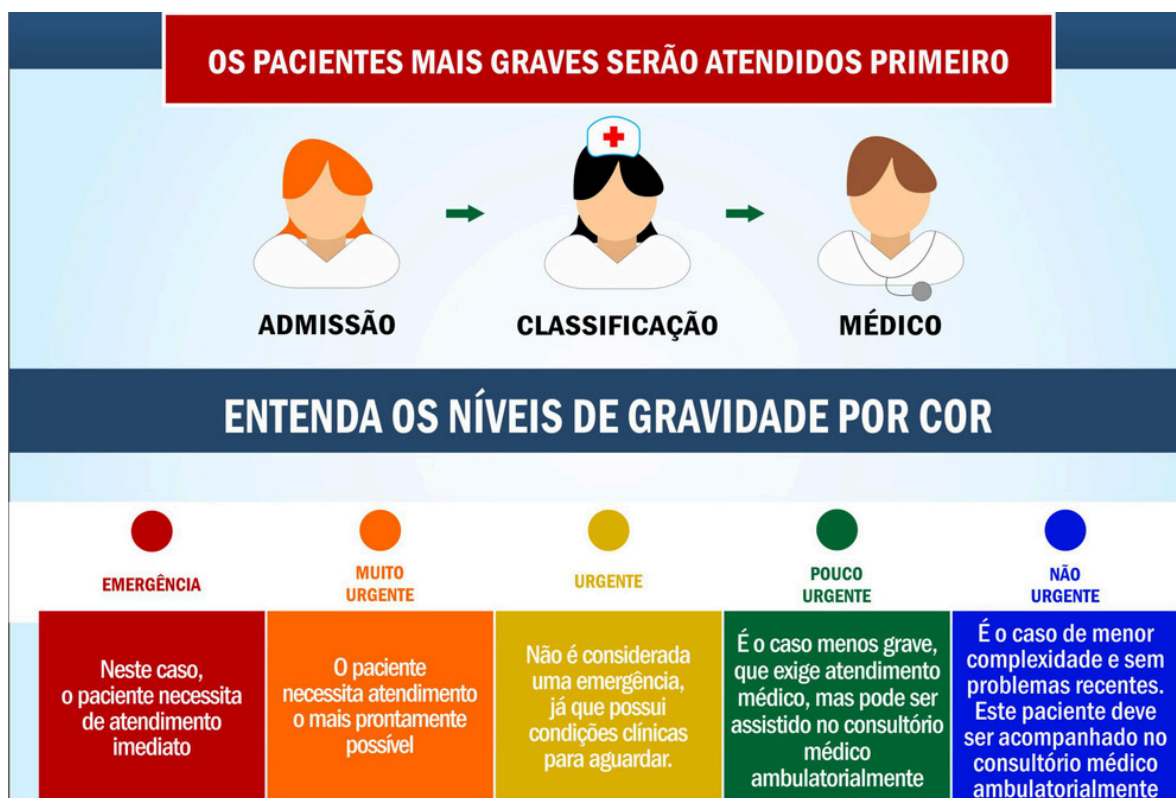 OS PACIENTES MAIS GRAVES SERÃO ATENDIDOS PRIMEIRO
ADMISSÃO
CLASSIFICAÇÃO
MÉDICO
ENTENDA OS NÍVEIS DE GRAVIDADE POR COR
EMERGÊNCIA
Neste caso,
o paciente necessita
de atendimento
imediato
MUITO
URGENTE
O paciente
necessita atendimento
o mais prontamente
possível
URGENTE
Não é considerada
uma emergência,
já que possui
condições clínicas
para aguardar.
POUCO
URGENTE
É o caso menos grave,
que exige atendimento
médico, mas pode ser
assistido no consultório
médico
ambulatorialmente
NÃO
URGENTE
É o caso de menor
complexidade e sem
problemas recentes.
Este paciente deve
ser acompanhado no
consultório médico
ambulatorialmente